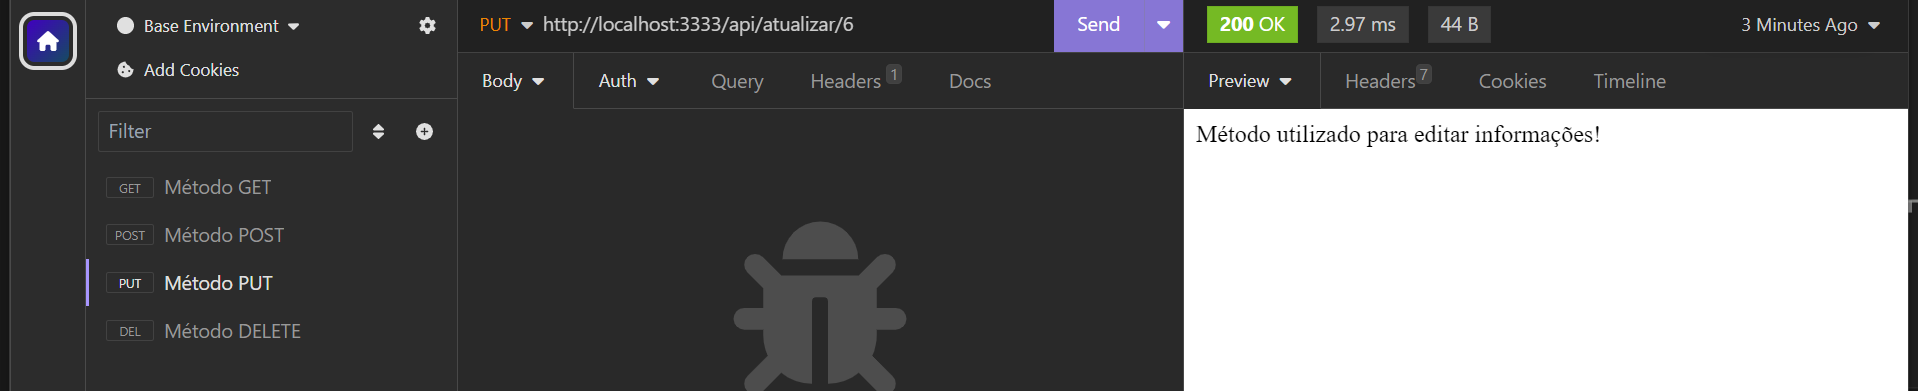 Base Environment
Add Cookies
Filter
GET Método GET
POST Método POST
PUT Método PUT
DEL Método DELETE
PUT http://localhost:3333/api/atualizar/6 Send
Body Auth Query Headers 1 Docs
200 OK 2.97 ms 44 B 3 Minutes Ago
Preview Headers 7 Cookies Timeline
Método utilizado para editar informações!